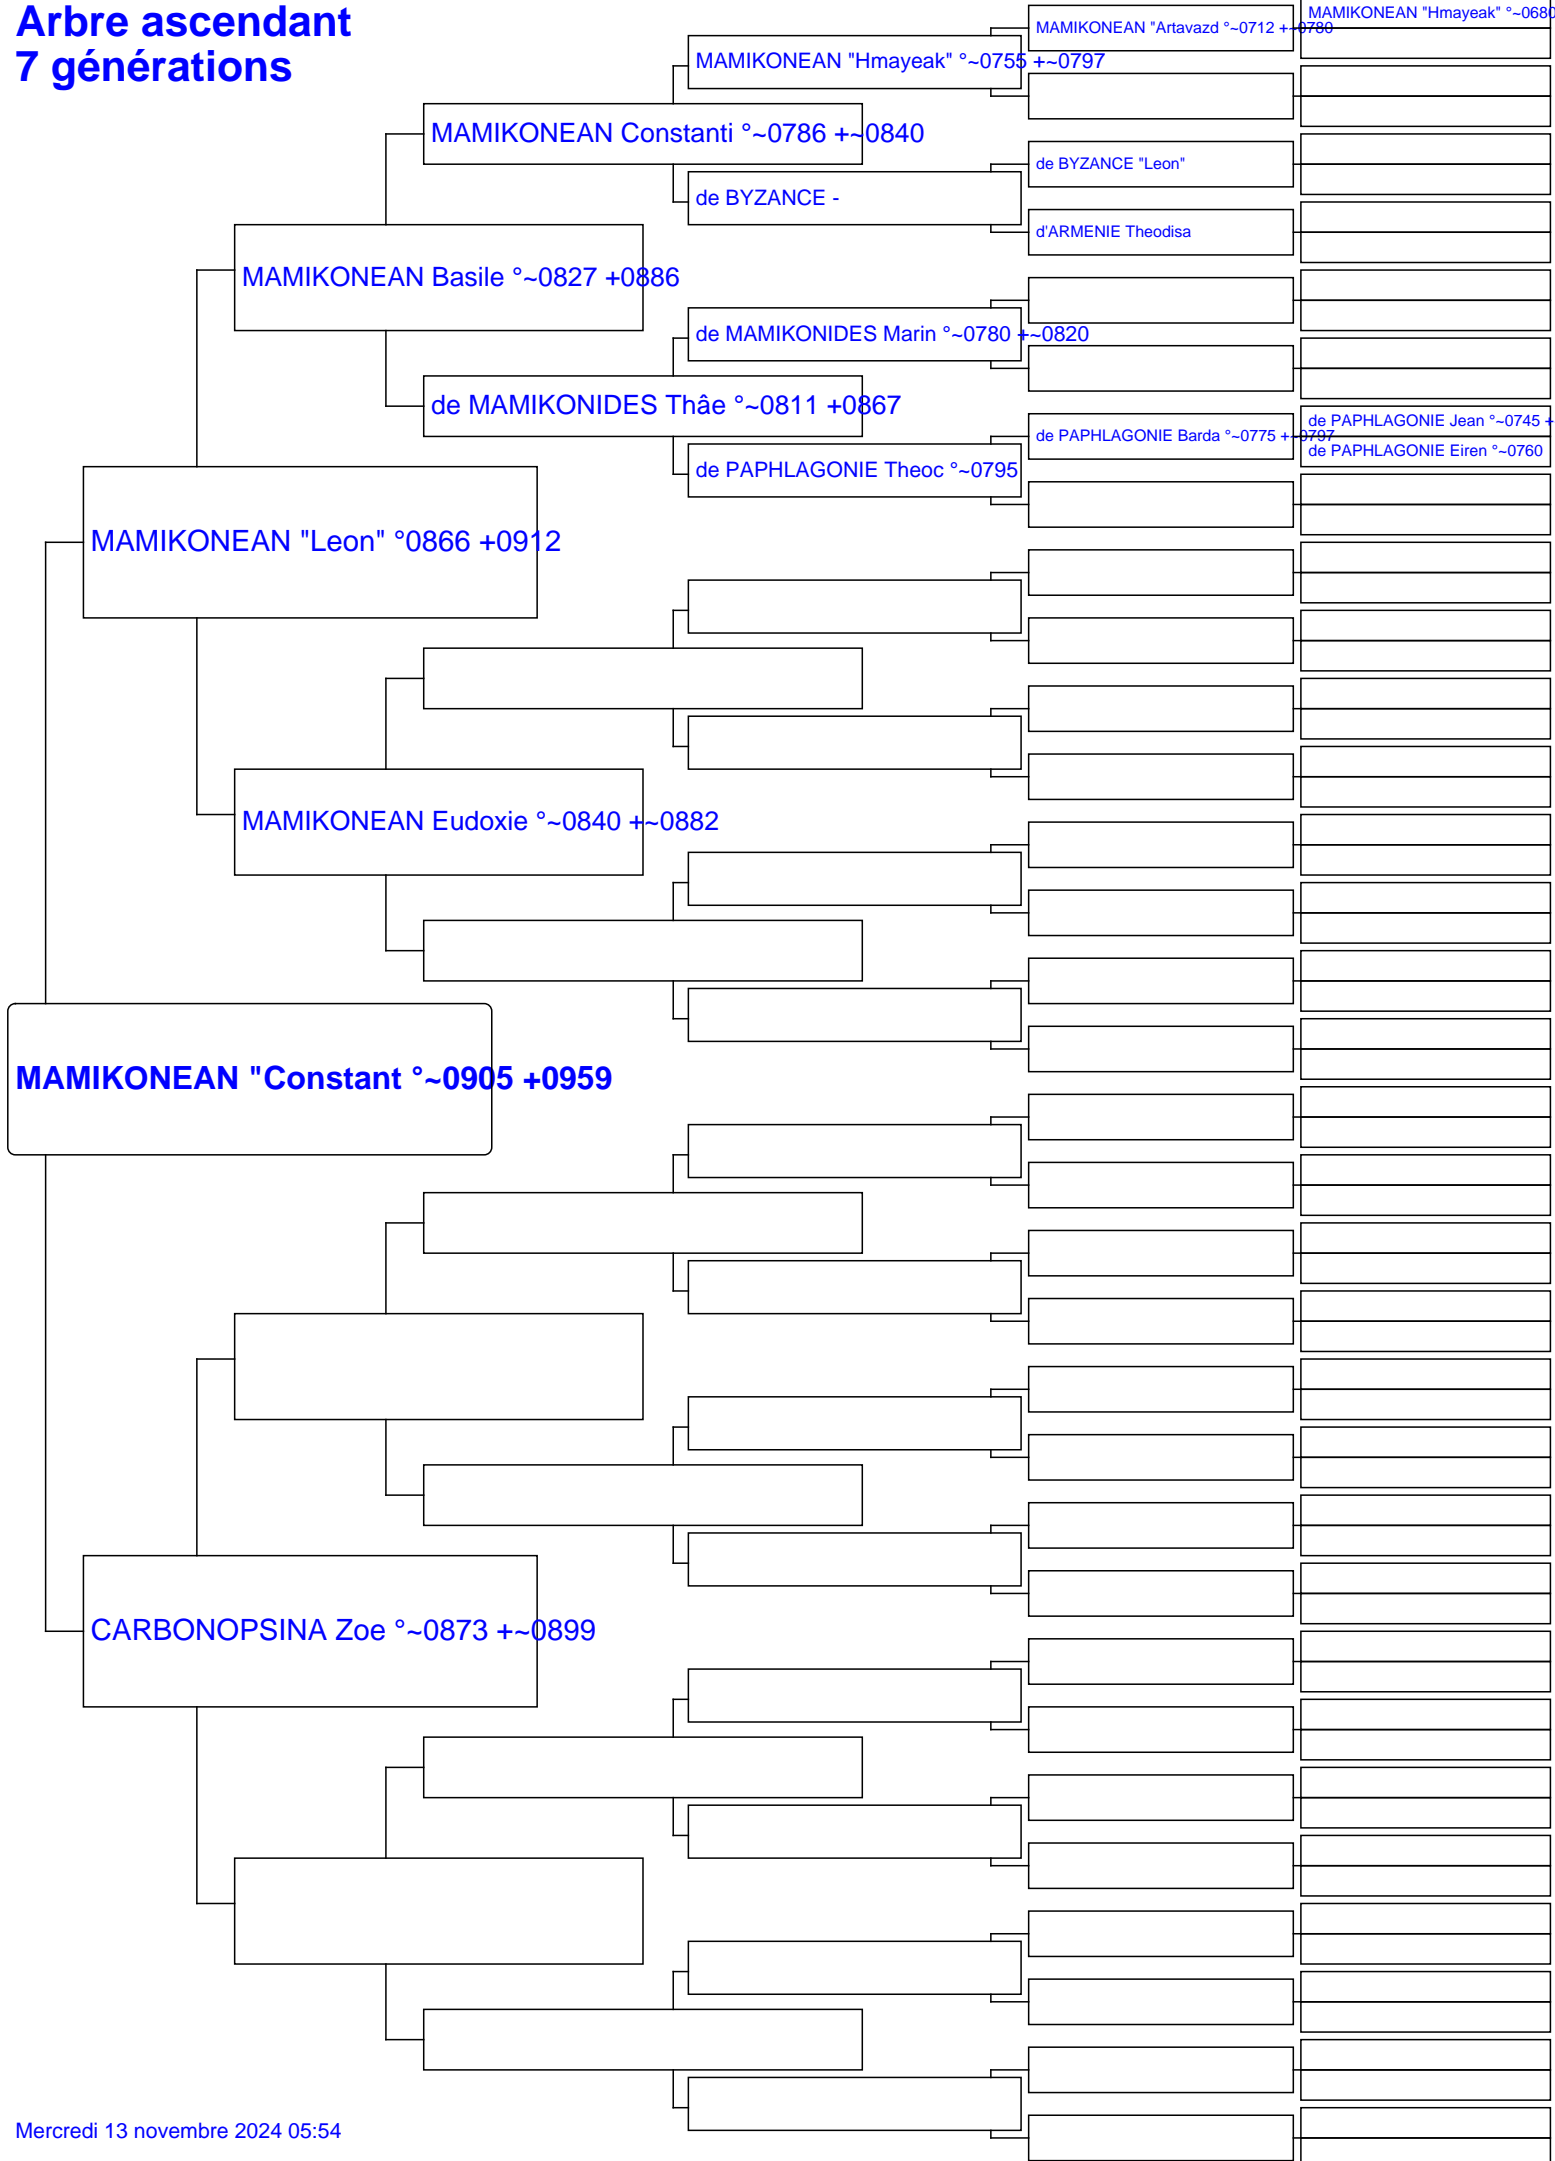 Arbre ascendant
7 générations
MAMIKONEAN "Hmayeak" °~0680
MAMIKONEAN "Artavazd °~0712 +~0780
MAMIKONEAN "Hmayeak" °~0755 +~0797
MAMIKONEAN Constanti °~0786 +~0840
de BYZANCE "Leon"
de BYZANCE -
d'ARMENIE Theodisa
MAMIKONEAN Basile °~0827 +0886
de MAMIKONIDES Marin °~0780 +~0820
de MAMIKONIDES Thâe °~0811 +0867
de PAPHLAGONIE Jean °~0745 +
de PAPHLAGONIE Barda °~0775 +~0797
de PAPHLAGONIE Eiren °~0760
de PAPHLAGONIE Theoc °~0795
MAMIKONEAN "Leon" °0866 +0912
MAMIKONEAN Eudoxie °~0840 +~0882
MAMIKONEAN "Constant °~0905 +0959
CARBONOPSINA Zoe °~0873 +~0899
Mercredi 13 novembre 2024 05:54